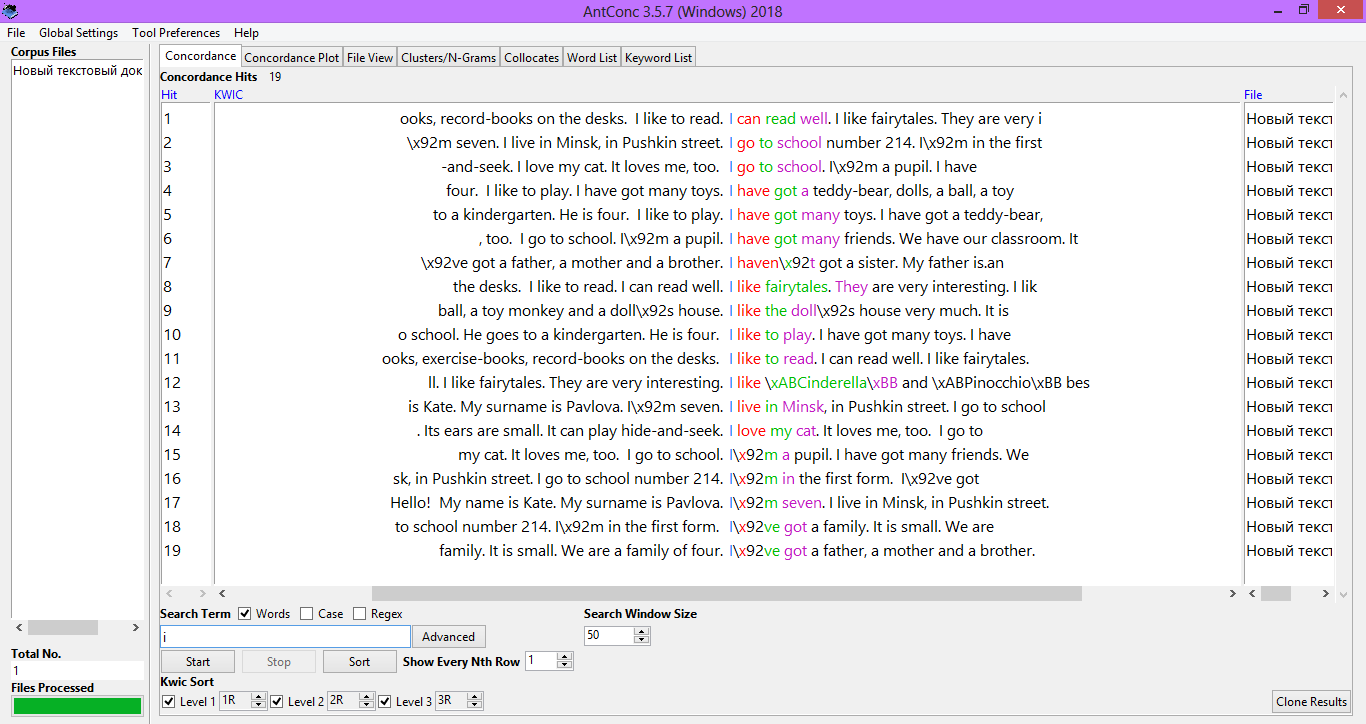 AntConc 3.5.7 (Windows) 2018
File Global Settings Tool Preferences Help
Corpus Files
Новый текстовый док
Total No.
1
Files Processed
Concordance Concordance Plot File View Clusters/N-Grams Collocates Word List Keyword List
Concordance Hits 19
Hit KWIC File
1 ooks, record-books on the desks.  I like to read. I can read well. I like fairytales. They are very i Новый текст
2 \x92m seven. I live in Minsk, in Pushkin street. I go to school number 214. I\x92m in the first Новый текст
3 -and-seek. I love my cat. It loves me, too.  I go to school. I\x92m a pupil. I have Новый текст
4 four.  I like to play. I have got many toys. I have got a teddy-bear, dolls, a ball, a toy Новый текст
5 to a kindergarten. He is four.  I like to play. I have got many toys. I have got a teddy-bear, Новый текст
6 , too.  I go to school. I\x92m a pupil. I have got many friends. We have our classroom. It Новый текст
7 \x92ve got a father, a mother and a brother. I haven\x92t got a sister. My father is.an Новый текст
8 the desks.  I like to read. I can read well. I like fairytales. They are very interesting. I lik Новый текст
9 ball, a toy monkey and a doll\x92s house. I like the doll\x92s house very much. It is Новый текст
10 o school. He goes to a kindergarten. He is four.  I like to play. I have got many toys. I have Новый текст
11 ooks, exercise-books, record-books on the desks.  I like to read. I can read well. I like fairytales. Новый текст
12 ll. I like fairytales. They are very interesting. I like \xABCinderella\xBB and \xABPinocchio\xBB bes Новый текст
13 is Kate. My surname is Pavlova. I\x92m seven. I live in Minsk, in Pushkin street. I go to school Новый текст
14 . Its ears are small. It can play hide-and-seek. I love my cat. It loves me, too.  I go to Новый текст
15 my cat. It loves me, too.  I go to school. I\x92m a pupil. I have got many friends. We Новый текст
16 sk, in Pushkin street. I go to school number 214. I\x92m in the first form.  I\x92ve got Новый текст
17 Hello!  My name is Kate. My surname is Pavlova. I\x92m seven. I live in Minsk, in Pushkin street. Новый текст
18 to school number 214. I\x92m in the first form.  I\x92ve got a family. It is small. We are Новый текст
19 family. It is small. We are a family of four. I\x92ve got a father, a mother and a brother. Новый текст
Search Term Words Case Regex Search Window Size
i Advanced 50
Start Stop Sort Show Every Nth Row 1
Kwic Sort
Level 1 1R Level 2 2R Level 3 3R Clone Results